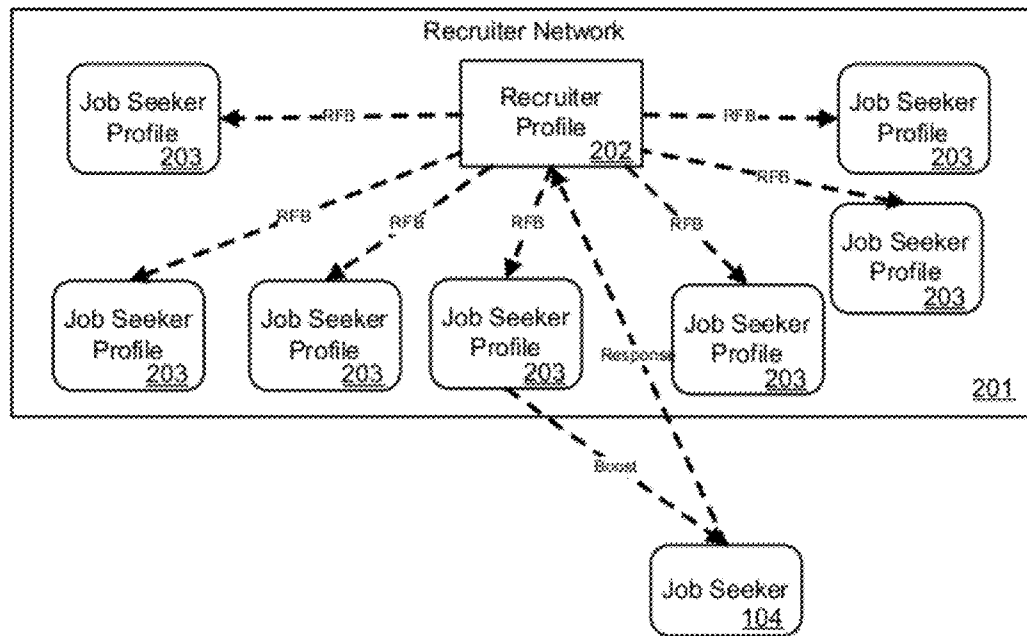 Recruiter Network
Job Seeker
Profile
203
RFB
Recruiter
Profile
202
RFB
Job Seeker
Profile
203
RFB
RFB
RFB
RFB
RFB
Job Seeker
Profile
203
Job Seeker
Profile
203
Job Seeker
Profile
203
Job Seeker
Profile
203
Response
Job Seeker
Profile
203
201
Boost
Job Seeker
104